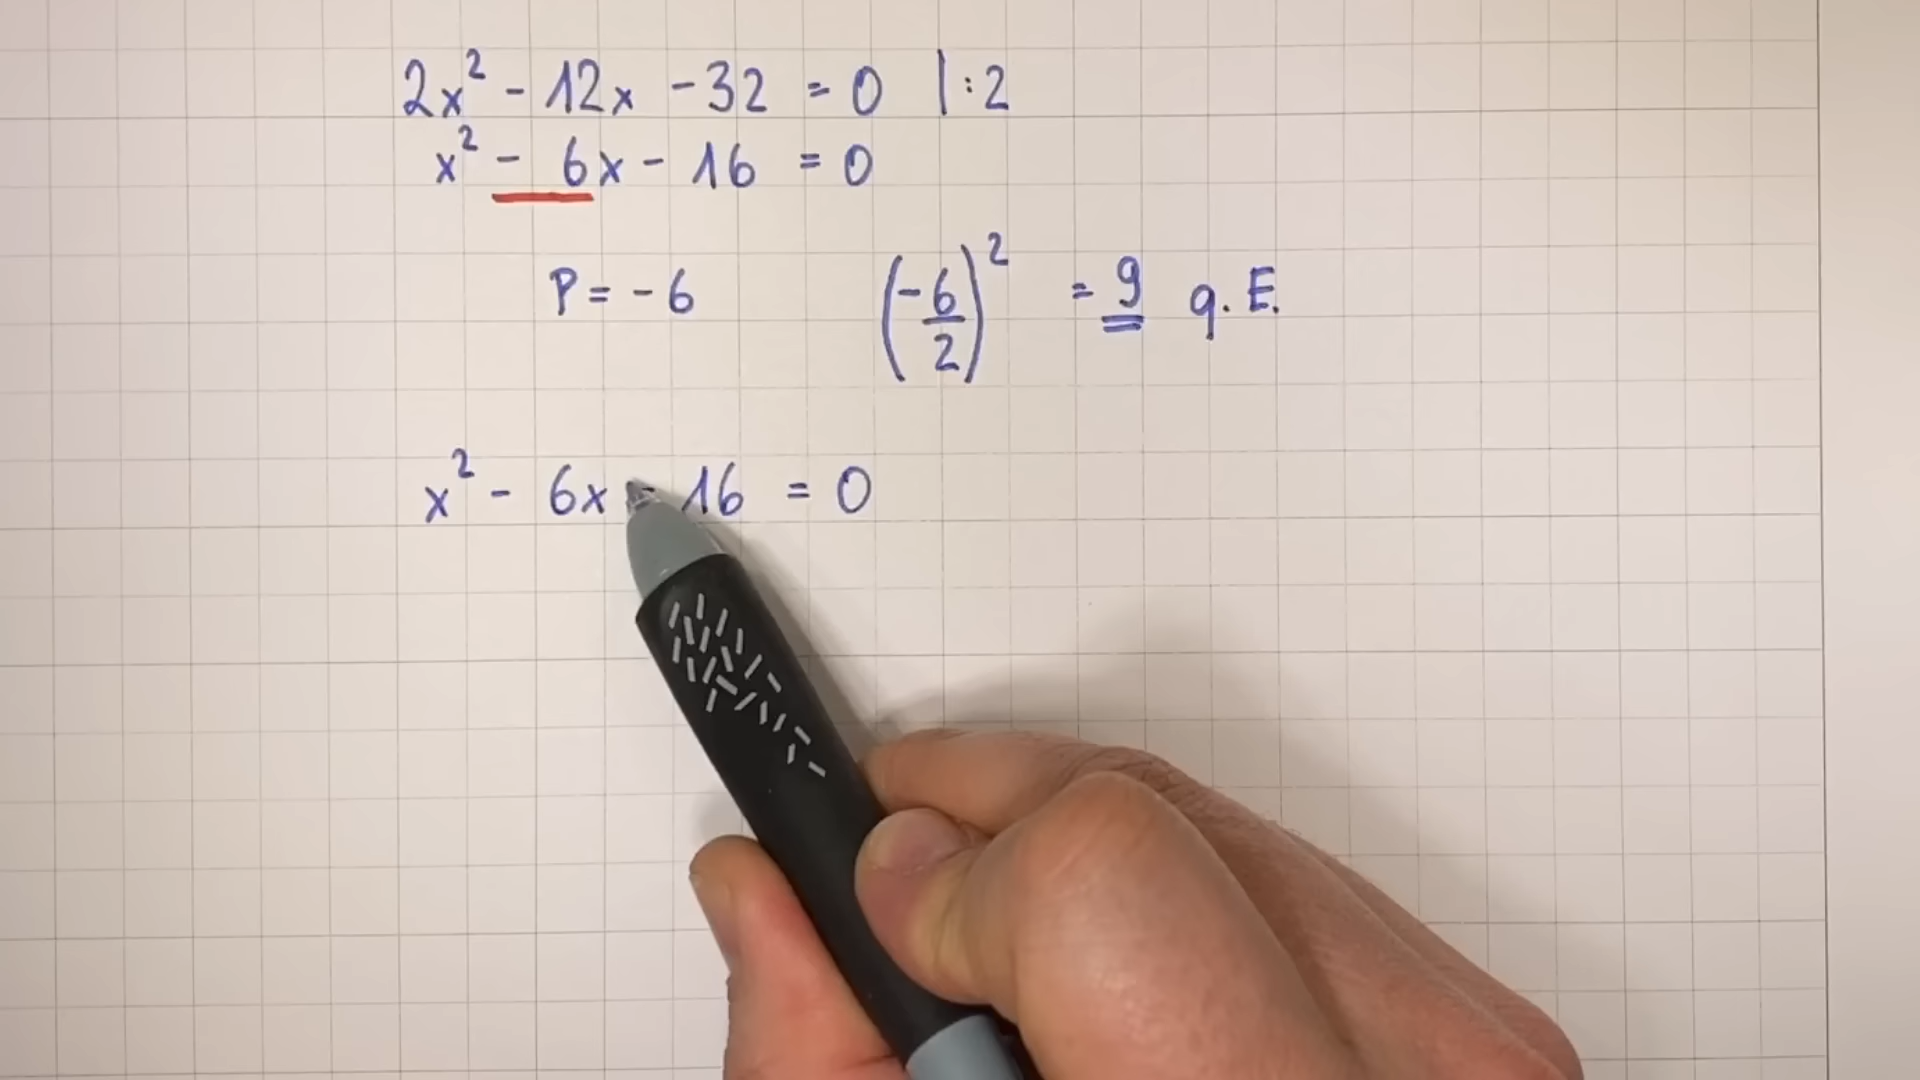 2x² - 12x - 32 = 0 | : 2
x² - 6x - 16 = 0
P = - 6 (-6/2)² = 9 q. E.
x² - 6x - 16 = 0